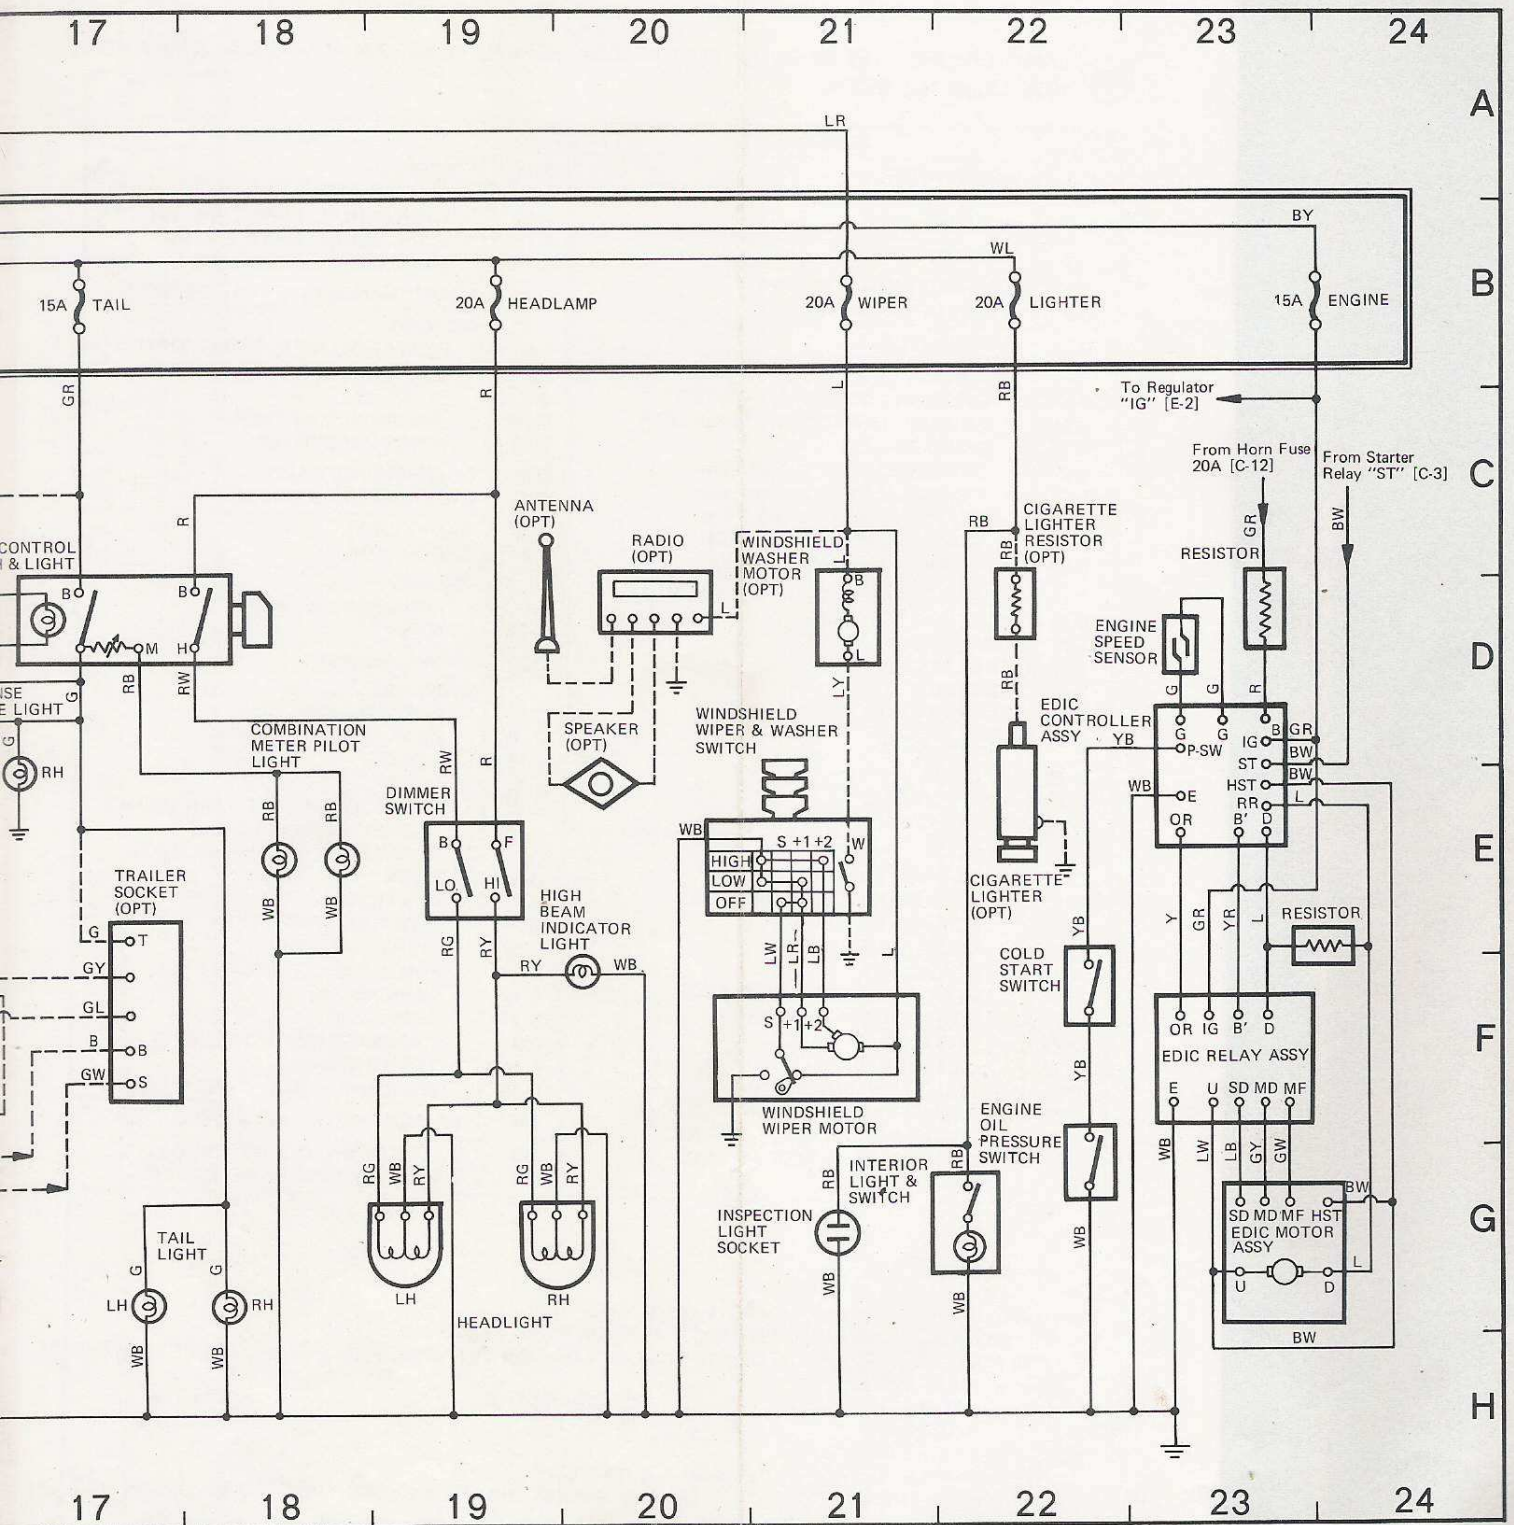 17 18 19 20 21 22 23 24
A
LR
BY
WL
B
15A TAIL
20A HEADLAMP
20A WIPER
20A LIGHTER
15A ENGINE
GR
R
L
RB
To Regulator
"IG" [E-2]
From Horn Fuse
20A [C-12]
From Starter
Relay "ST" [C-3]
C
R
ANTENNA
(OPT)
RADIO
(OPT)
WINDSHIELD
WASHER
MOTOR
(OPT)
L
RB
CIGARETTE
LIGHTER
RESISTOR
(OPT)
RB
GR
BW
RESISTOR
CONTROL
& LIGHT
B
B
B
L
M
H
L
ENGINE
SPEED
SENSOR
D
G
RB
RW
LY
RB
G
G
R
NSE
E LIGHT
G
RH
COMBINATION
METER PILOT
LIGHT
RW
R
SPEAKER
(OPT)
WINDSHIELD
WIPER & WASHER
SWITCH
EDIC
CONTROLLER
ASSY
YB
G
G
B
P-SW
IG
GR
ST
BW
HST
BW
RR
L
WB
E
OR
B'
D
DIMMER
SWITCH
RB
RB
B
F
LO
HI
WB
S +1 +2
W
HIGH
LOW
OFF
E
CIGARETTE
LIGHTER
(OPT)
TRAILER
SOCKET
(OPT)
WB
WB
HIGH
BEAM
INDICATOR
LIGHT
RG
RY
RY
WB
LW
LR
LB
L
YB
Y
GR
YR
L
RESISTOR
G
T
GY
GL
B
B
GW
S
COLD
START
SWITCH
S
+1
+2
OR IG B' D
EDIC RELAY ASSY
E U SD MD MF
F
YB
WINDSHIELD
WIPER MOTOR
ENGINE
OIL
PRESSURE
SWITCH
RG
WB
RY
RG
WB
RY
RB
RB
INTERIOR
LIGHT &
SWITCH
WB
LW
LB
GY
GW
BW
INSPECTION
LIGHT
SOCKET
SD MD MF HST
EDIC MOTOR
ASSY
U
D
L
G
TAIL
LIGHT
G
G
LH
RH
LH
RH
HEADLIGHT
WB
WB
WB
WB
WB
BW
H
17 18 19 20 21 22 23 24